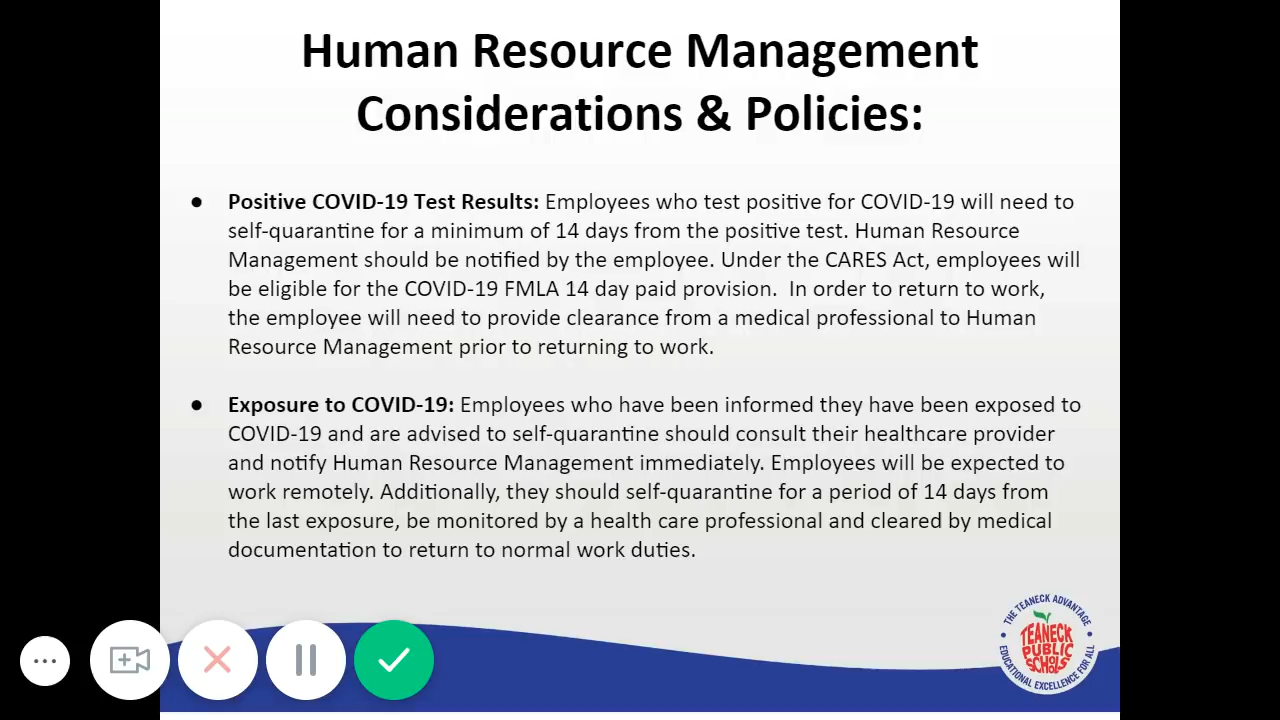 Human Resource Management
Considerations & Policies:
● Positive COVID-19 Test Results: Employees who test positive for COVID-19 will need to
self-quarantine for a minimum of 14 days from the positive test. Human Resource
Management should be notified by the employee. Under the CARES Act, employees will
be eligible for the COVID-19 FMLA 14 day paid provision.  In order to return to work,
the employee will need to provide clearance from a medical professional to Human
Resource Management prior to returning to work.
● Exposure to COVID-19: Employees who have been informed they have been exposed to
COVID-19 and are advised to self-quarantine should consult their healthcare provider
and notify Human Resource Management immediately. Employees will be expected to
work remotely. Additionally, they should self-quarantine for a period of 14 days from
the last exposure, be monitored by a health care professional and cleared by medical
documentation to return to normal work duties.
THE TEANECK ADVANTAGE
TEANECK
PUBLIC
SCHOLS
EDUCATIONAL EXCELLENCE FOR ALL